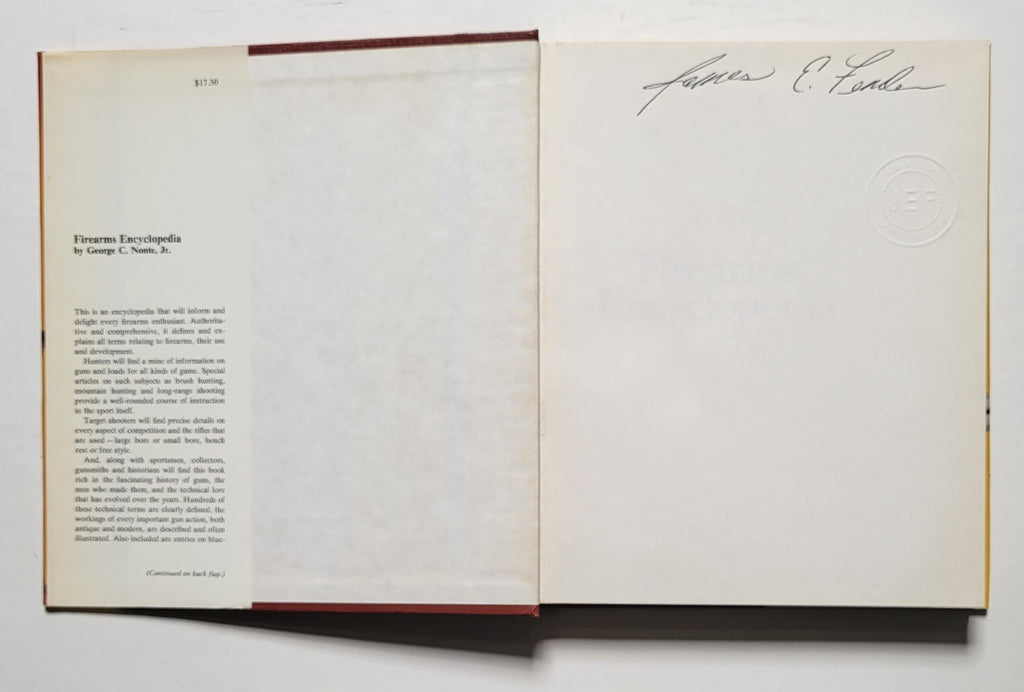 $17.50
Firearms Encyclopedia
by George C. Nonte, Jr.
This is an encyclopedia that will inform and
delight every firearms enthusiast. Authorita-
tive and comprehensive, it defines and ex-
plains all terms relating to firearms, their use
and development.
Hunters will find a mine of information on
guns and loads for all kinds of game. Special
articles on such subjects as brush hunting,
mountain hunting and long-range shooting
provide a well-rounded course of instruction
in the sport itself.
Target shooters will find precise details on
every aspect of competition and the rifles that
are used—large bore or small bore, bench
rest or free style.
And, along with sportsmen, collectors,
gunsmiths and historians will find this book
rich in the fascinating history of guns, the
men who made them, and the technical lore
that has evolved over the years. Hundreds of
these technical terms are clearly defined; the
workings of every important gun action, both
antique and modern, are described and often
illustrated. Also included are entries on blue-
(Continued on back flap.)
James E.
JEF
Firearms
Encyclopedia